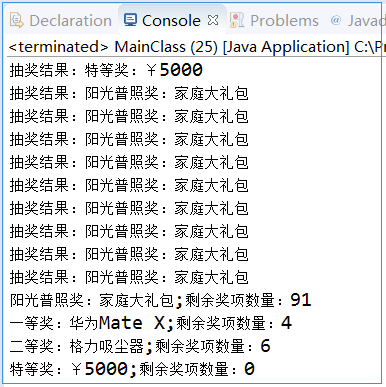 Declaration Console Problems Javad
<terminated> MainClass (25) [Java Application] C:\Pr
抽奖结果：特等奖：￥5000
抽奖结果：阳光普照奖：家庭大礼包
抽奖结果：阳光普照奖：家庭大礼包
抽奖结果：阳光普照奖：家庭大礼包
抽奖结果：阳光普照奖：家庭大礼包
抽奖结果：阳光普照奖：家庭大礼包
抽奖结果：阳光普照奖：家庭大礼包
抽奖结果：阳光普照奖：家庭大礼包
抽奖结果：阳光普照奖：家庭大礼包
抽奖结果：阳光普照奖：家庭大礼包
阳光普照奖：家庭大礼包;剩余奖项数量：91
一等奖：华为Mate X;剩余奖项数量：4
二等奖：格力吸尘器;剩余奖项数量：6
特等奖：￥5000;剩余奖项数量：0